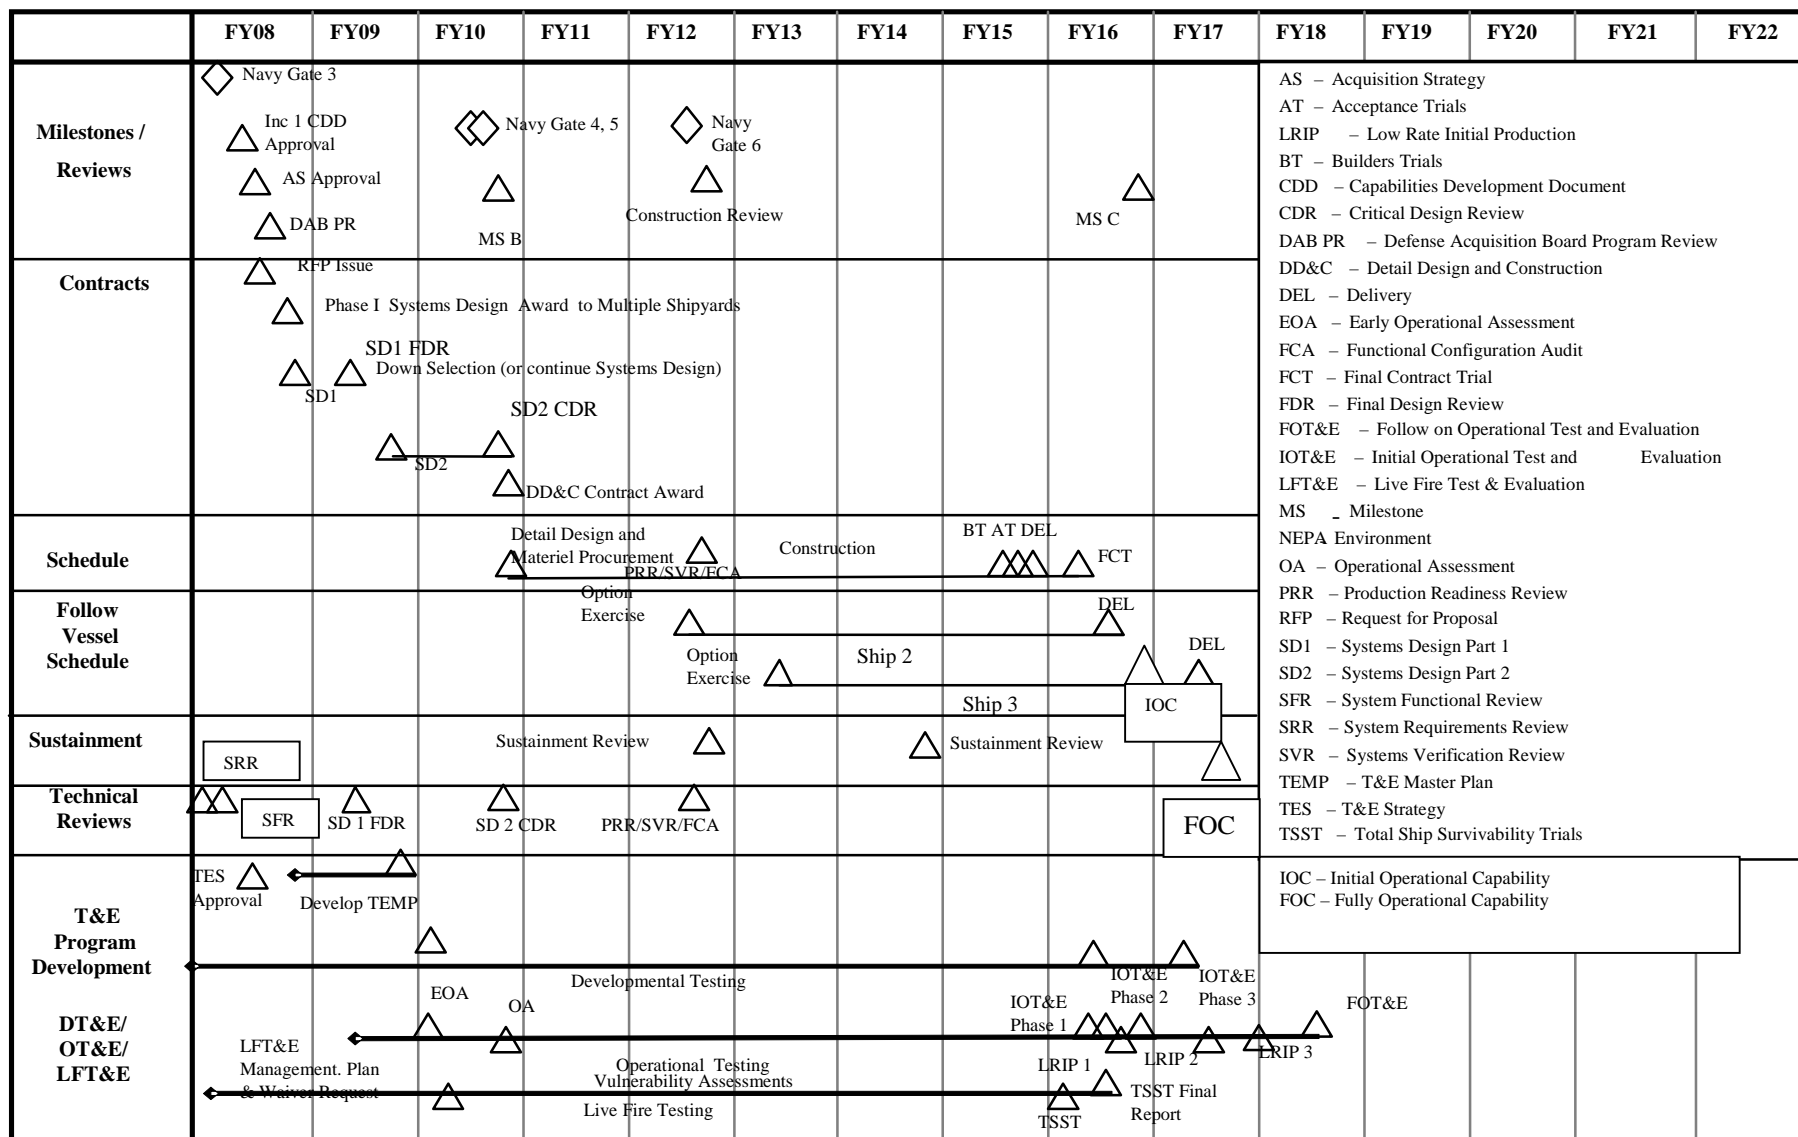 FY08 FY09 FY10 FY11 FY12 FY13 FY14 FY15 FY16 FY17 FY18 FY19 FY20 FY21 FY22
Milestones /
Reviews
Navy Gate 3
Inc 1 CDD
Approval
AS Approval
DAB PR
Navy Gate 4, 5
MS B
Navy
Gate 6
Construction Review
MS C
Contracts
RFP Issue
Phase I Systems Design Award to Multiple Shipyards
SD1 FDR
Down Selection (or continue Systems Design)
SD1
SD2 CDR
SD2
DD&C Contract Award
Schedule
Detail Design and
Materiel Procurement
PRR/SVR/FCA
Construction
BT AT DEL
FCT
Follow
Vessel
Schedule
Option
Exercise
DEL
Option
Exercise
Ship 2
DEL
Ship 3
IOC
Sustainment
SRR
Sustainment Review
Sustainment Review
Technical
Reviews
SFR
SD 1 FDR
SD 2 CDR
PRR/SVR/FCA
FOC
T&E
Program
Development
TES
Approval
Develop TEMP
Developmental Testing
IOT&E
Phase 2
IOT&E
Phase 3
DT&E/
OT&E/
LFT&E
EOA
OA
IOT&E
Phase 1
FOT&E
LRIP 1
LRIP 2
LRIP 3
LFT&E
Management. Plan
& Waiver Request
Operational Testing
Vulnerability Assessments
Live Fire Testing
TSST
TSST Final
Report
AS – Acquisition Strategy
AT – Acceptance Trials
LRIP – Low Rate Initial Production
BT – Builders Trials
CDD – Capabilities Development Document
CDR – Critical Design Review
DAB PR – Defense Acquisition Board Program Review
DD&C – Detail Design and Construction
DEL – Delivery
EOA – Early Operational Assessment
FCA – Functional Configuration Audit
FCT – Final Contract Trial
FDR – Final Design Review
FOT&E – Follow on Operational Test and Evaluation
IOT&E – Initial Operational Test and Evaluation
LFT&E – Live Fire Test & Evaluation
MS – Milestone
NEPA Environment
OA – Operational Assessment
PRR – Production Readiness Review
RFP – Request for Proposal
SD1 – Systems Design Part 1
SD2 – Systems Design Part 2
SFR – System Functional Review
SRR – System Requirements Review
SVR – Systems Verification Review
TEMP – T&E Master Plan
TES – T&E Strategy
TSST – Total Ship Survivability Trials
IOC – Initial Operational Capability
FOC – Fully Operational Capability